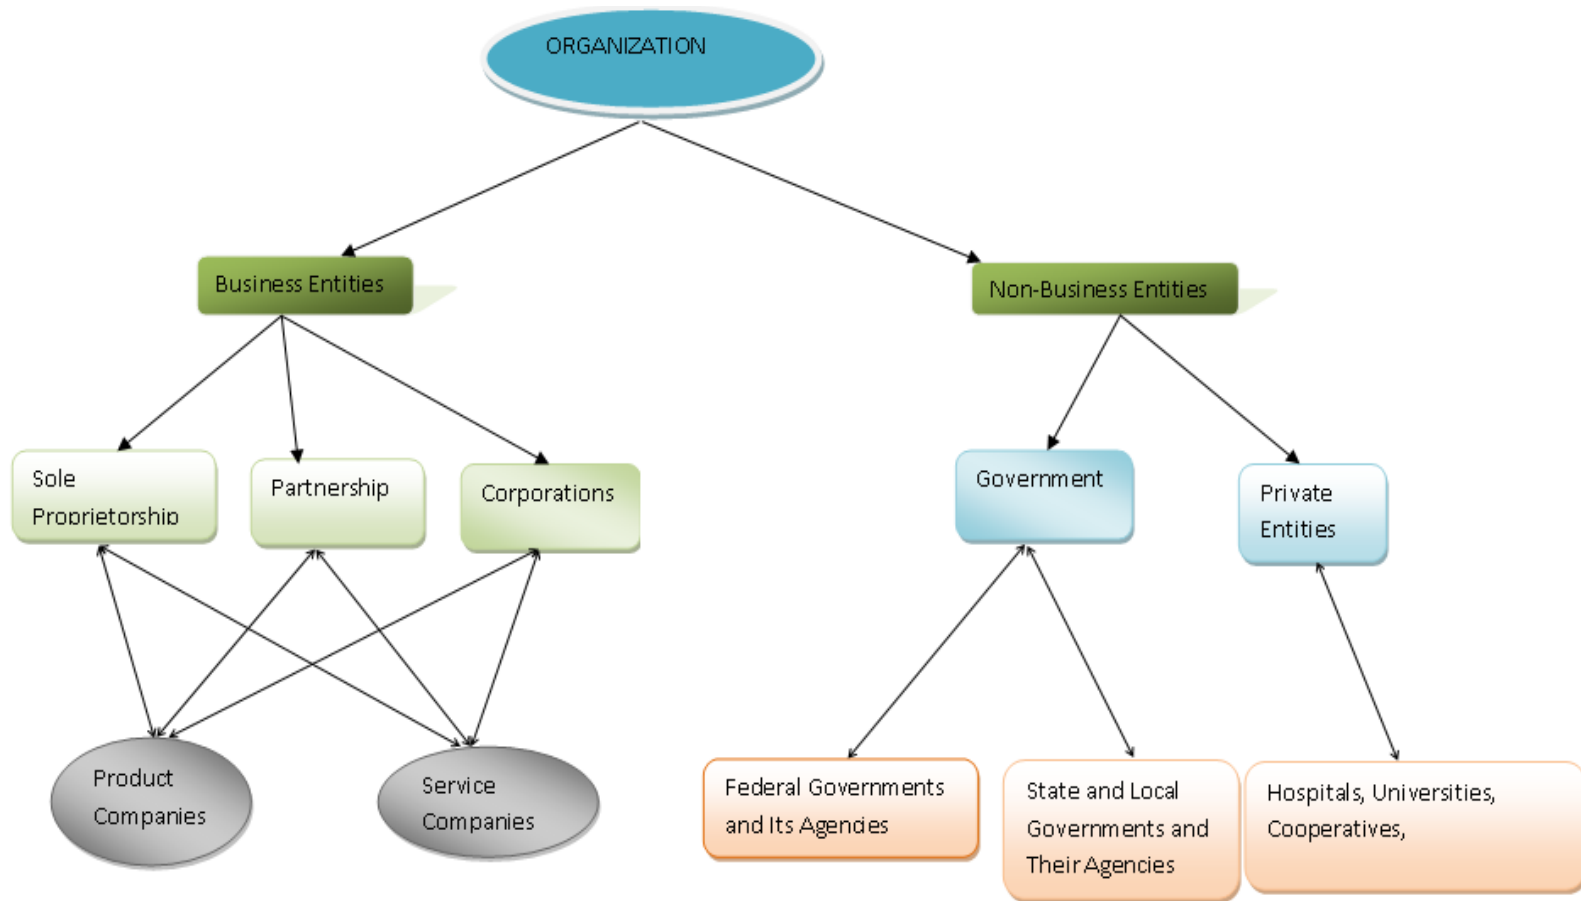 ORGANIZATION
Business Entities
Non-Business Entities
Sole
Proprietorship
Partnership
Corporations
Government
Private
Entities
Product
Companies
Service
Companies
Federal Governments
and Its Agencies
State and Local
Governments and
Their Agencies
Hospitals, Universities,
Cooperatives,